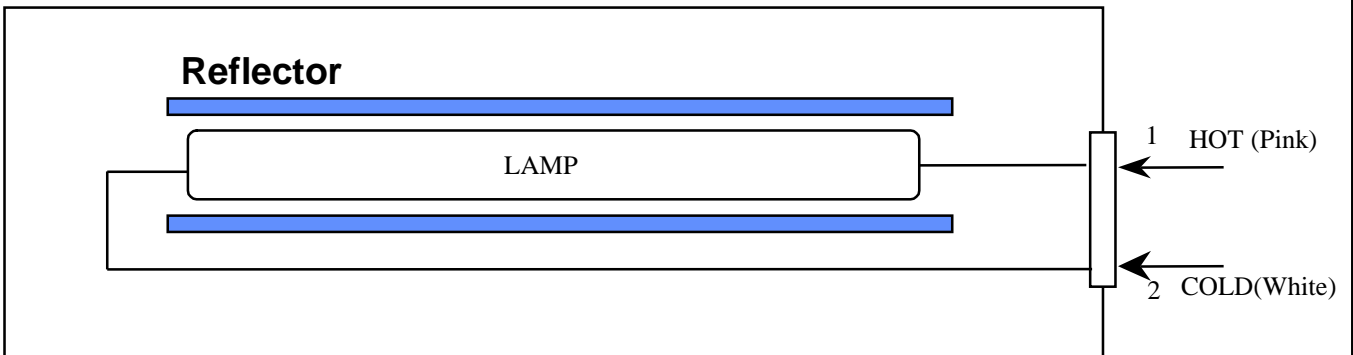 Reflector
LAMP
1
HOT (Pink)
2
COLD(White)